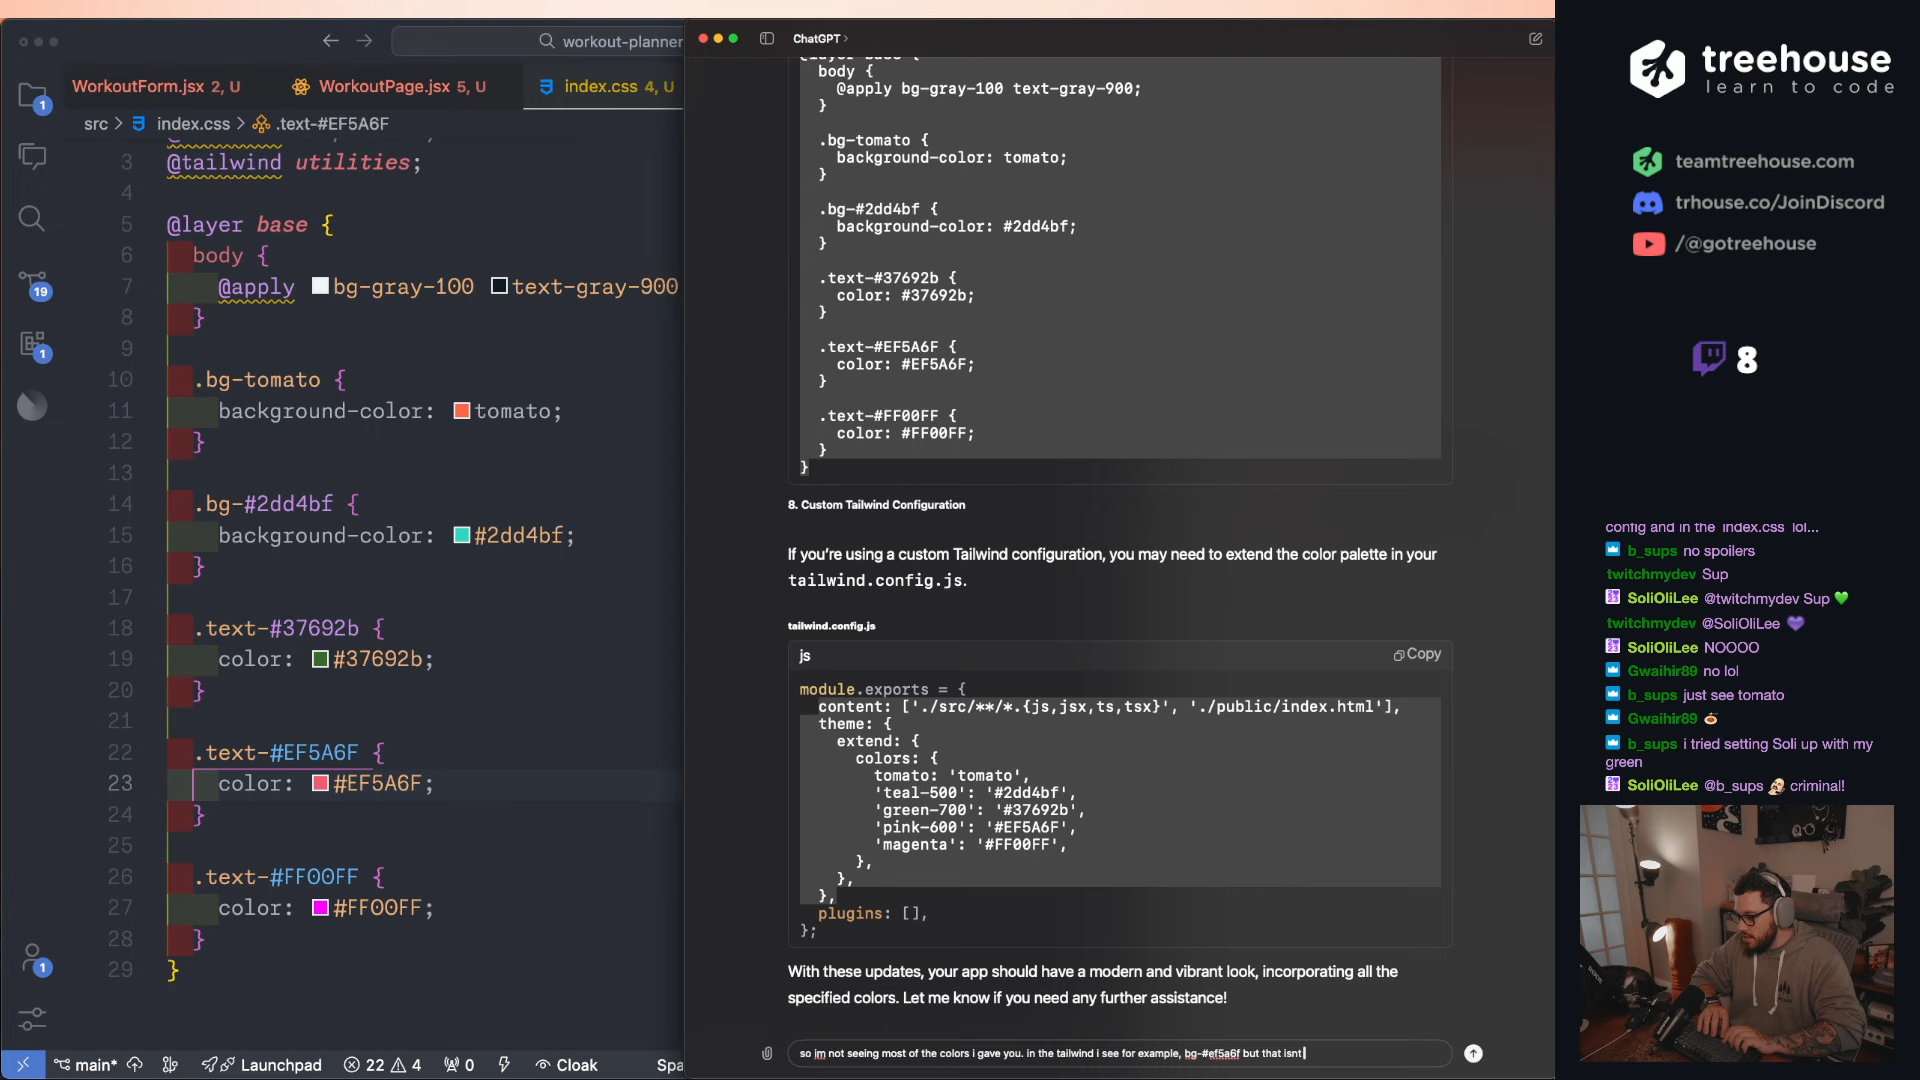 workout-planner
WorkoutForm.jsx 2, U
WorkoutPage.jsx 5, U
index.css 4, U
src > index.css > .text-#EF5A6F
3 @tailwind utilities;
4
5 @layer base {
6 body {
7 @apply bg-gray-100 text-gray-900
8 }
9
10 .bg-tomato {
11 background-color: tomato;
12 }
13
14 .bg-#2dd4bf {
15 background-color: #2dd4bf;
16 }
17
18 .text-#37692b {
19 color: #37692b;
20 }
21
22 .text-#EF5A6F {
23 color: #EF5A6F;
24 }
25
26 .text-#FF00FF {
27 color: #FF00FF;
28 }
29 }
1
19
1
1
main* Launchpad 22 4 0 Cloak Spa
ChatGPT >
@layer base {
body {
@apply bg-gray-100 text-gray-900;
}
.bg-tomato {
background-color: tomato;
}
.bg-#2dd4bf {
background-color: #2dd4bf;
}
.text-#37692b {
color: #37692b;
}
.text-#EF5A6F {
color: #EF5A6F;
}
.text-#FF00FF {
color: #FF00FF;
}
}
8. Custom Tailwind Configuration
If you're using a custom Tailwind configuration, you may need to extend the color palette in your
tailwind.config.js.
tailwind.config.js
js Copy
module.exports = {
content: ['./src/**/*.{js,jsx,ts,tsx}', './public/index.html'],
theme: {
extend: {
colors: {
tomato: 'tomato',
'teal-500': '#2dd4bf',
'green-700': '#37692b',
'pink-600': '#EF5A6F',
'magenta': '#FF00FF',
},
},
},
plugins: [],
};
With these updates, your app should have a modern and vibrant look, incorporating all the
specified colors. Let me know if you need any further assistance!
so im not seeing most of the colors i gave you. in the tailwind i see for example, bg-#ef5a6f but that isnt
treehouse
learn to code
teamtreehouse.com
trhouse.co/JoinDiscord
/@gotreehouse
8
config and in the index.css lol...
b_sups no spoilers
twitchmydev Sup
SoliOliLee @twitchmydev Sup
twitchmydev @SoliOliLee
SoliOliLee NOOOO
Gwaihir89 no lol
b_sups just see tomato
Gwaihir89
b_sups i tried setting Soli up with my
green
SoliOliLee @b_sups criminal!